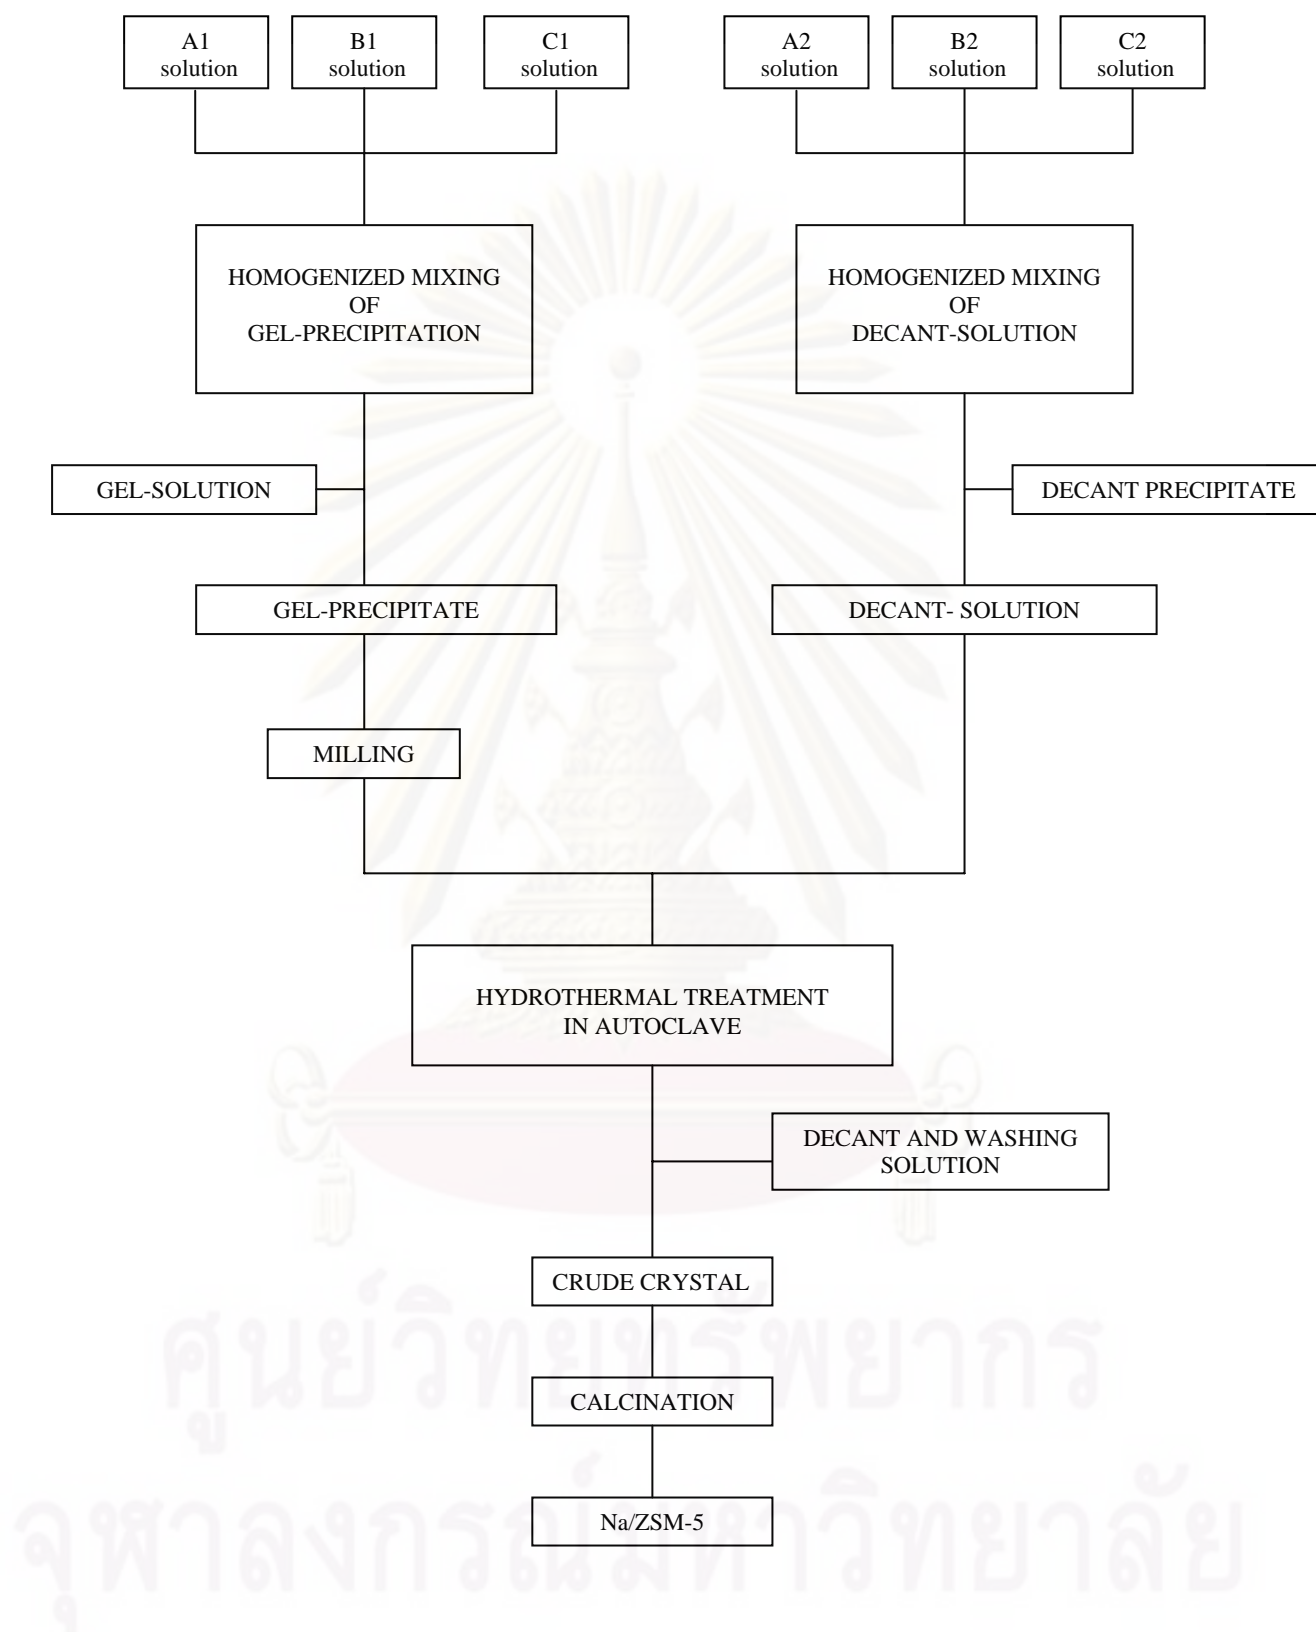 A1
solution
B1
solution
C1
solution
A2
solution
B2
solution
C2
solution
HOMOGENIZED MIXING
OF
GEL-PRECIPITATION
HOMOGENIZED MIXING
OF
DECANT-SOLUTION
GEL-SOLUTION
DECANT PRECIPITATE
GEL-PRECIPITATE
DECANT- SOLUTION
MILLING
HYDROTHERMAL TREATMENT
IN AUTOCLAVE
DECANT AND WASHING
SOLUTION
CRUDE CRYSTAL
CALCINATION
Na/ZSM-5
ศูนย์วิทยทรัพยากร
จุฬาลงกรณ์มหาวิทยาลัย